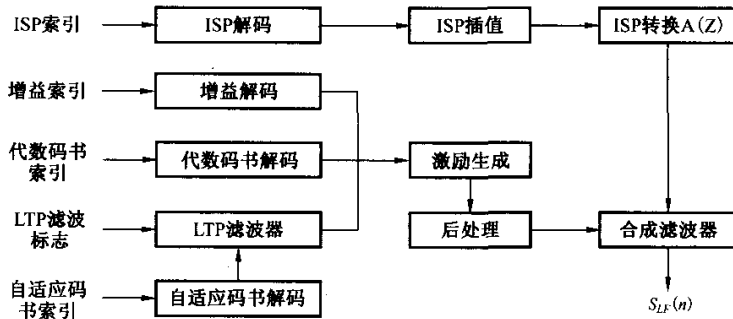 ISP索引
ISP解码
ISP插值
ISP转换A(Z)
增益索引
增益解码
代数码书
索引
代数码书解码
激励生成
LTP滤波
标志
LTP滤波器
后处理
合成滤波器
自适应码
书索引
自适应码书解码
S_{LF}(n)